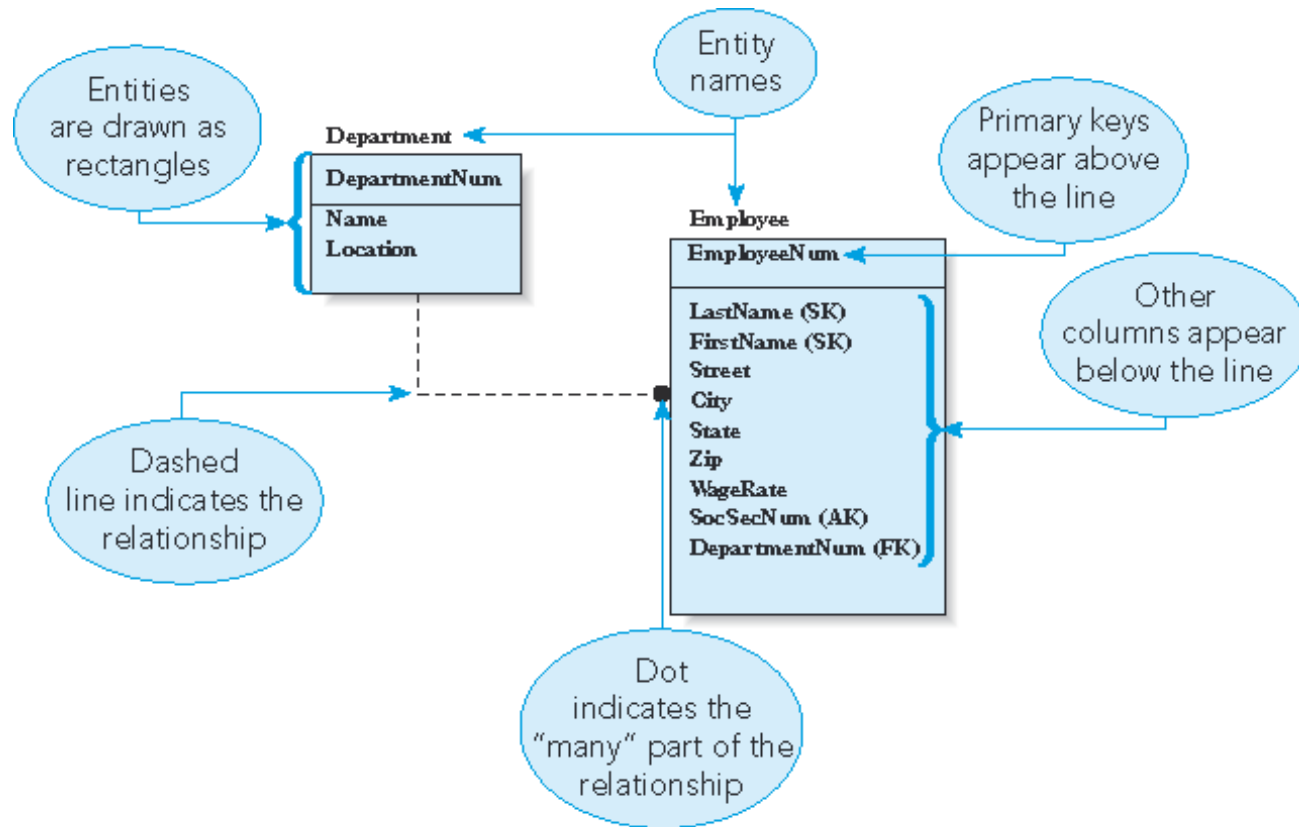 Entity
names
Entities
are drawn as
rectangles
Department
DepartmentNum
Name
Location
Primary keys
appear above
the line
Employee
EmployeeNum
LastName (SK)
FirstName (SK)
Street
City
State
Zip
WageRate
SocSecNum (AK)
DepartmentNum (FK)
Other
columns appear
below the line
Dashed
line indicates the
relationship
Dot
indicates the
“many” part of the
relationship